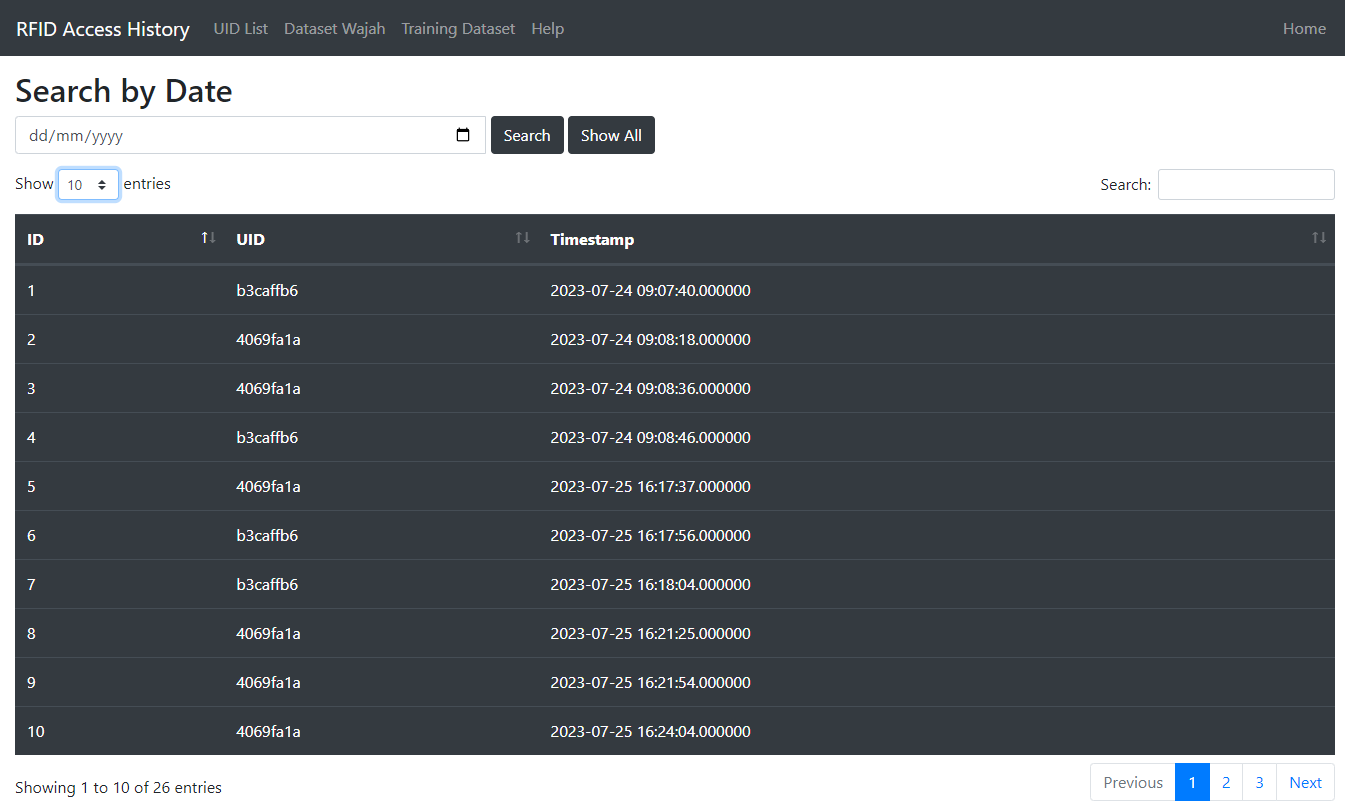 RFID Access History UID List Dataset Wajah Training Dataset Help Home
Search by Date
dd/mm/yyyy Search Show All
Show 10 entries Search:
ID UID Timestamp
1 b3caffb6 2023-07-24 09:07:40.000000
2 4069fa1a 2023-07-24 09:08:18.000000
3 4069fa1a 2023-07-24 09:08:36.000000
4 b3caffb6 2023-07-24 09:08:46.000000
5 4069fa1a 2023-07-25 16:17:37.000000
6 b3caffb6 2023-07-25 16:17:56.000000
7 b3caffb6 2023-07-25 16:18:04.000000
8 4069fa1a 2023-07-25 16:21:25.000000
9 4069fa1a 2023-07-25 16:21:54.000000
10 4069fa1a 2023-07-25 16:24:04.000000
Showing 1 to 10 of 26 entries Previous 1 2 3 Next